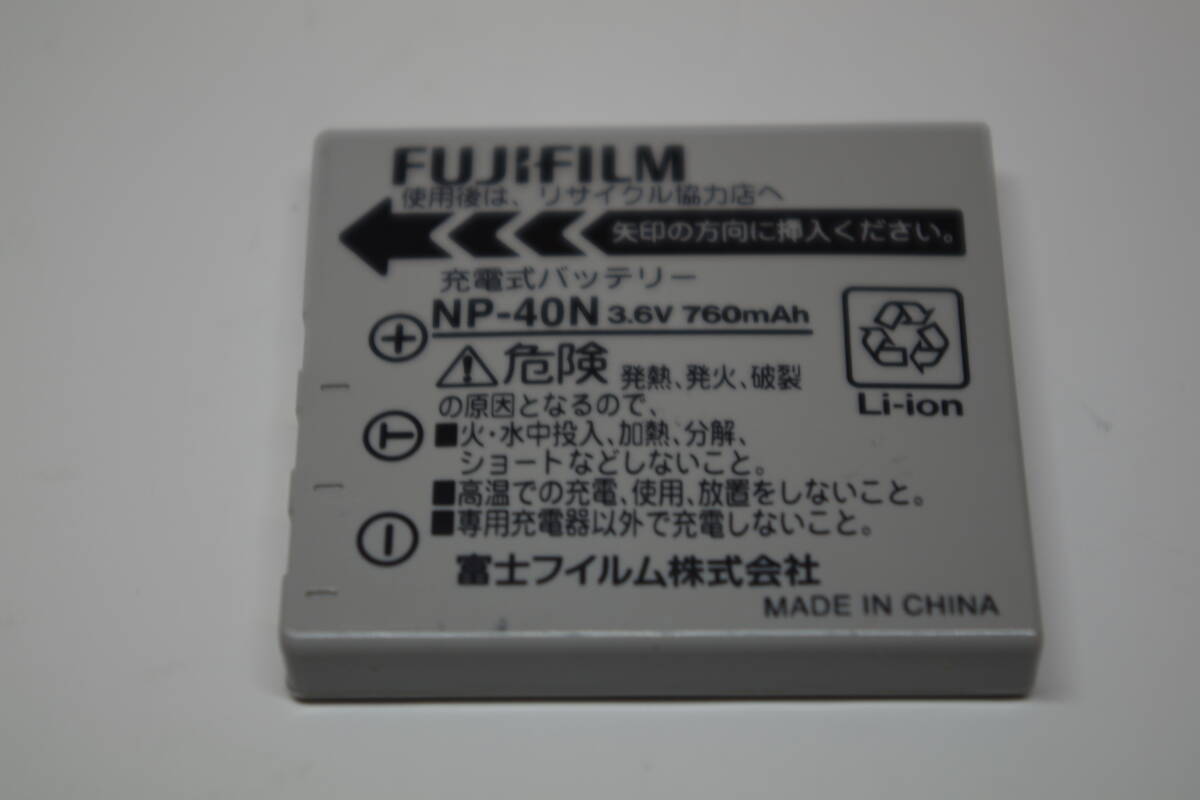 FUJIFILM
使用後は、リサイクル協力店へ
矢印の方向に挿入ください。
充電式バッテリー
NP-40N 3.6V 760mAh
危険 発熱、発火、破裂
の原因となるので、
■火・水中投入、加熱、分解、
ショートなどしないこと。
■高温での充電、使用、放置をしないこと。
■専用充電器以外で充電しないこと。
富士フイルム株式会社
MADE IN CHINA
+
T
−
Li-ion